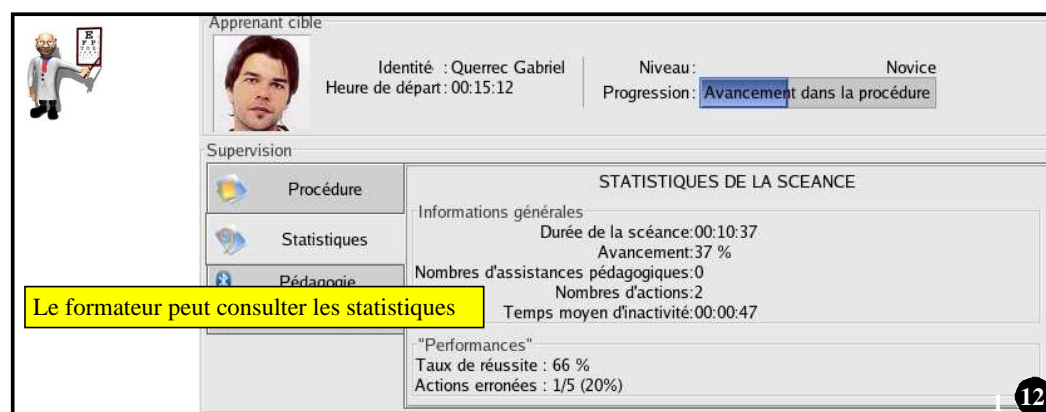 Apprenant cible
Identité : Querrec Gabriel
Heure de départ : 00:15:12
Niveau : Novice
Progression : Avancement dans la procédure
Supervision
Procédure
Statistiques
Pédagogie
Le formateur peut consulter les statistiques
STATISTIQUES DE LA SCEANCE
Informations générales
Durée de la scéance:00:10:37
Avancement:37 %
Nombres d'assistances pédagogiques:0
Nombres d'actions:2
Temps moyen d'inactivité:00:00:47
"Performances"
Taux de réussite : 66 %
Actions erronées : 1/5 (20%)
1
12